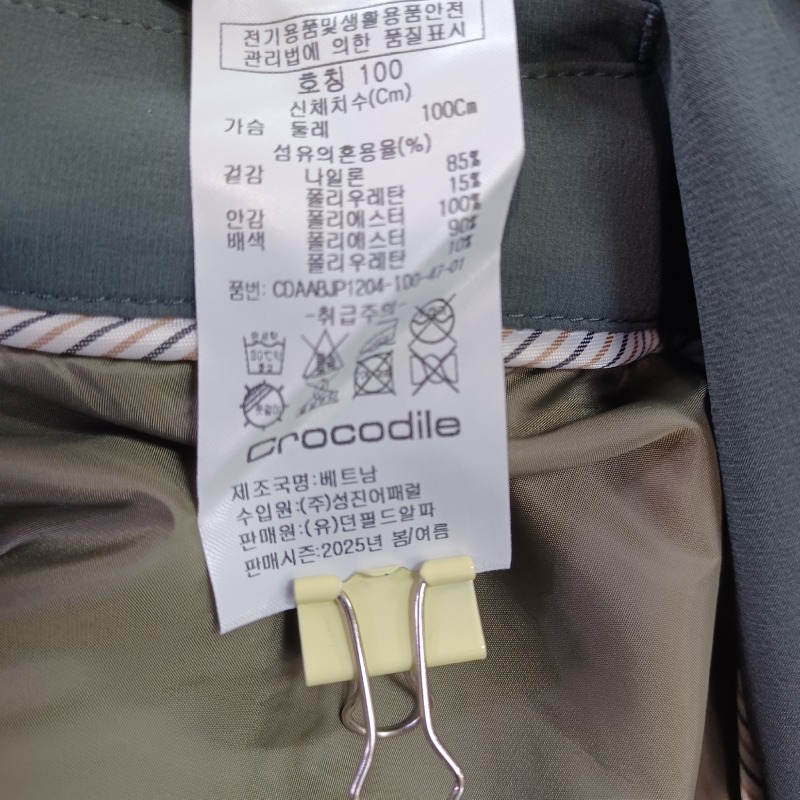 전기용품및생활용품안전
관리법에 의한 품질표시
호칭 100
신체치수(Cm)
가슴 둘레 100Cm
섬유의혼용율(%)
겉감 나일론 85%
폴리우레탄 15%
안감 폴리에스터 100%
배색 폴리에스터 90%
폴리우레탄 10%
품번: CDAABJP1204-100-47-01
-취급주의-
crocodile
제조국명:베트남
수입원:(주)성진어패럴
판매원:(유)던필드알파
판매시즌:2025년 봄/여름